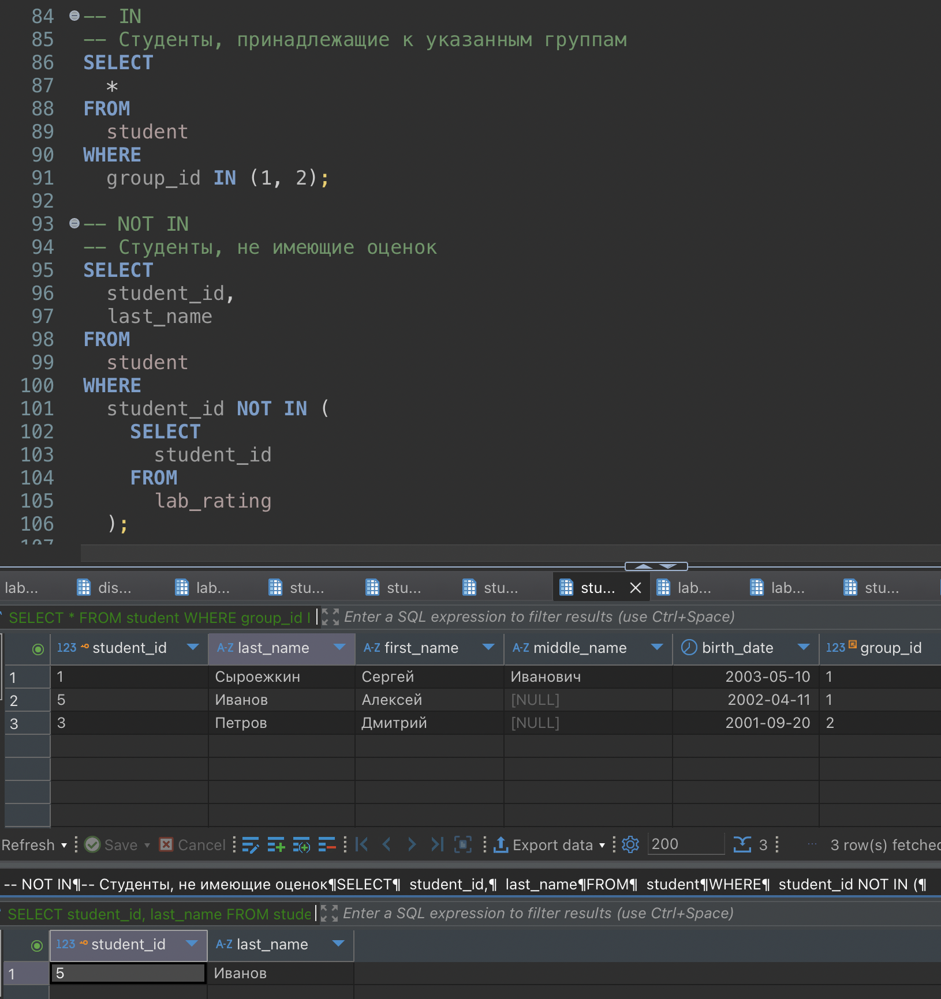 84 -- IN
85 -- Студенты, принадлежащие к указанным группам
86 SELECT
87 *
88 FROM
89 student
90 WHERE
91 group_id IN (1, 2);
92
93 -- NOT IN
94 -- Студенты, не имеющие оценок
95 SELECT
96 student_id,
97 last_name
98 FROM
99 student
100 WHERE
101 student_id NOT IN (
102 SELECT
103 student_id
104 FROM
105 lab_rating
106 );
107
lab... dis... lab... stu... stu... stu... stu... lab... lab... stu...
SELECT * FROM student WHERE group_id I Enter a SQL expression to filter results (use Ctrl+Space)
123 student_id A-Z last_name A-Z first_name A-Z middle_name birth_date 123 group_id
1 1 Сыроежкин Сергей Иванович 2003-05-10 1
2 5 Иванов Алексей [NULL] 2002-04-11 1
3 3 Петров Дмитрий [NULL] 2001-09-20 2
Refresh Save Cancel Export data 200 3 ... 3 row(s) fetched
-- NOT IN¶-- Студенты, не имеющие оценок¶SELECT¶ student_id,¶ last_name¶FROM¶ student¶WHERE¶ student_id NOT IN (¶
SELECT student_id, last_name FROM stude Enter a SQL expression to filter results (use Ctrl+Space)
123 student_id A-Z last_name
1 5 Иванов